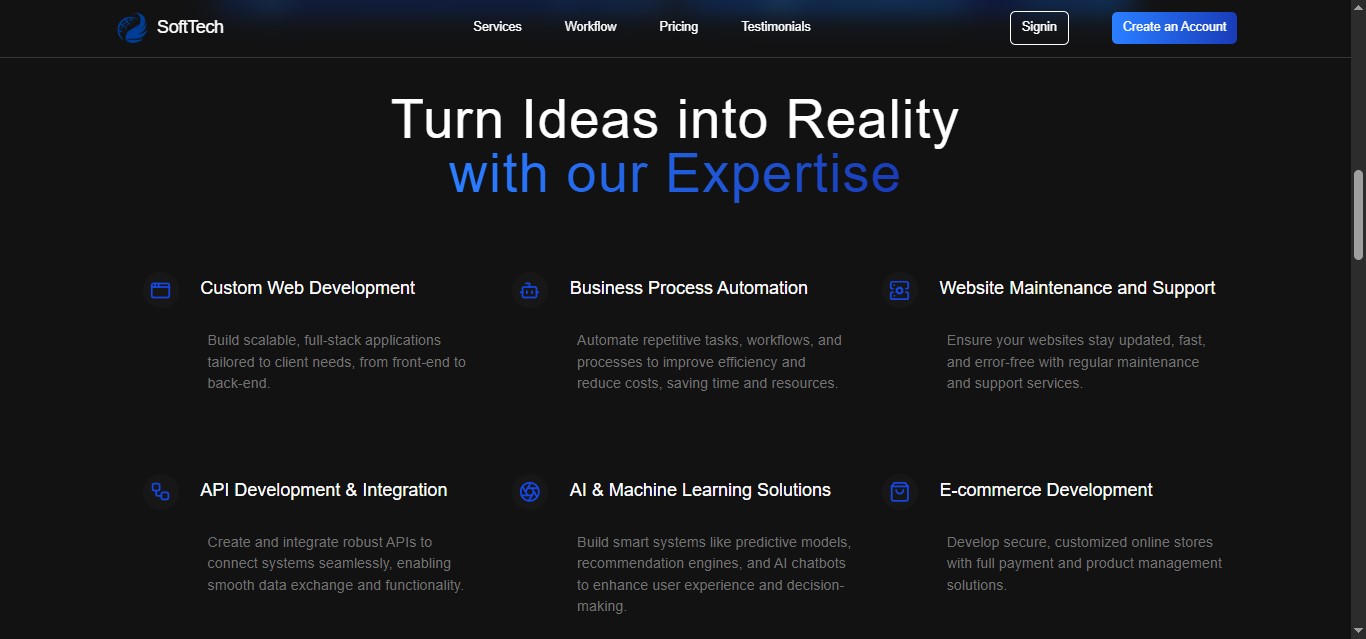 SoftTech
Services
Workflow
Pricing
Testimonials
Signin
Create an Account
Turn Ideas into Reality
with our Expertise
Custom Web Development
Build scalable, full-stack applications
tailored to client needs, from front-end to
back-end.
Business Process Automation
Automate repetitive tasks, workflows, and
processes to improve efficiency and
reduce costs, saving time and resources.
Website Maintenance and Support
Ensure your websites stay updated, fast,
and error-free with regular maintenance
and support services.
API Development & Integration
Create and integrate robust APIs to
connect systems seamlessly, enabling
smooth data exchange and functionality.
AI & Machine Learning Solutions
Build smart systems like predictive models,
recommendation engines, and AI chatbots
to enhance user experience and decision-
making.
E-commerce Development
Develop secure, customized online stores
with full payment and product management
solutions.